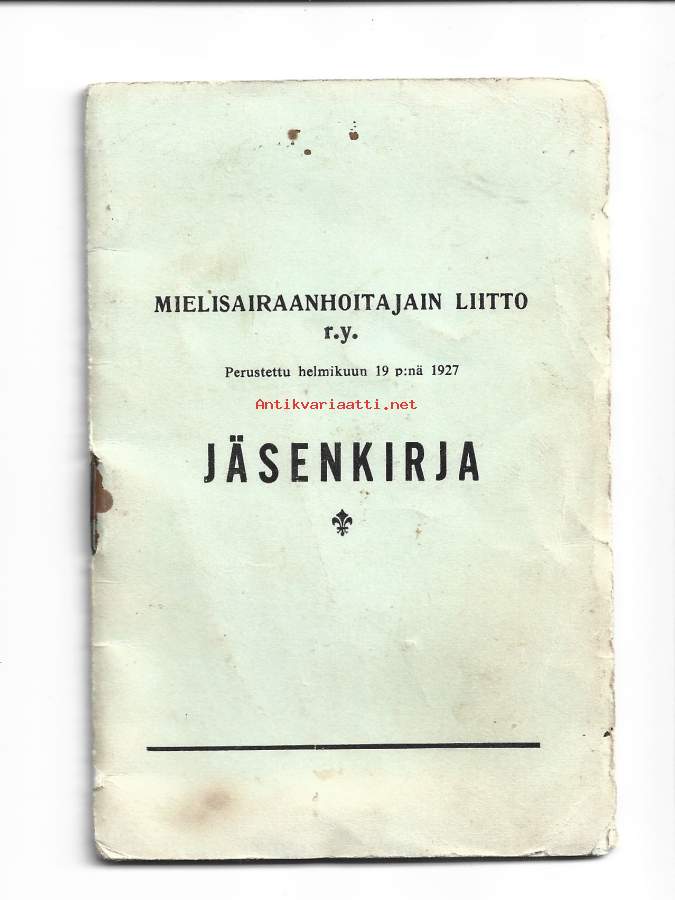 MIELISAIRAANHOITAJAIN LIITTO
r.y.
Perustettu helmikuun 19 p:nä 1927
Antikvariaatti.net
JÄSENKIRJA